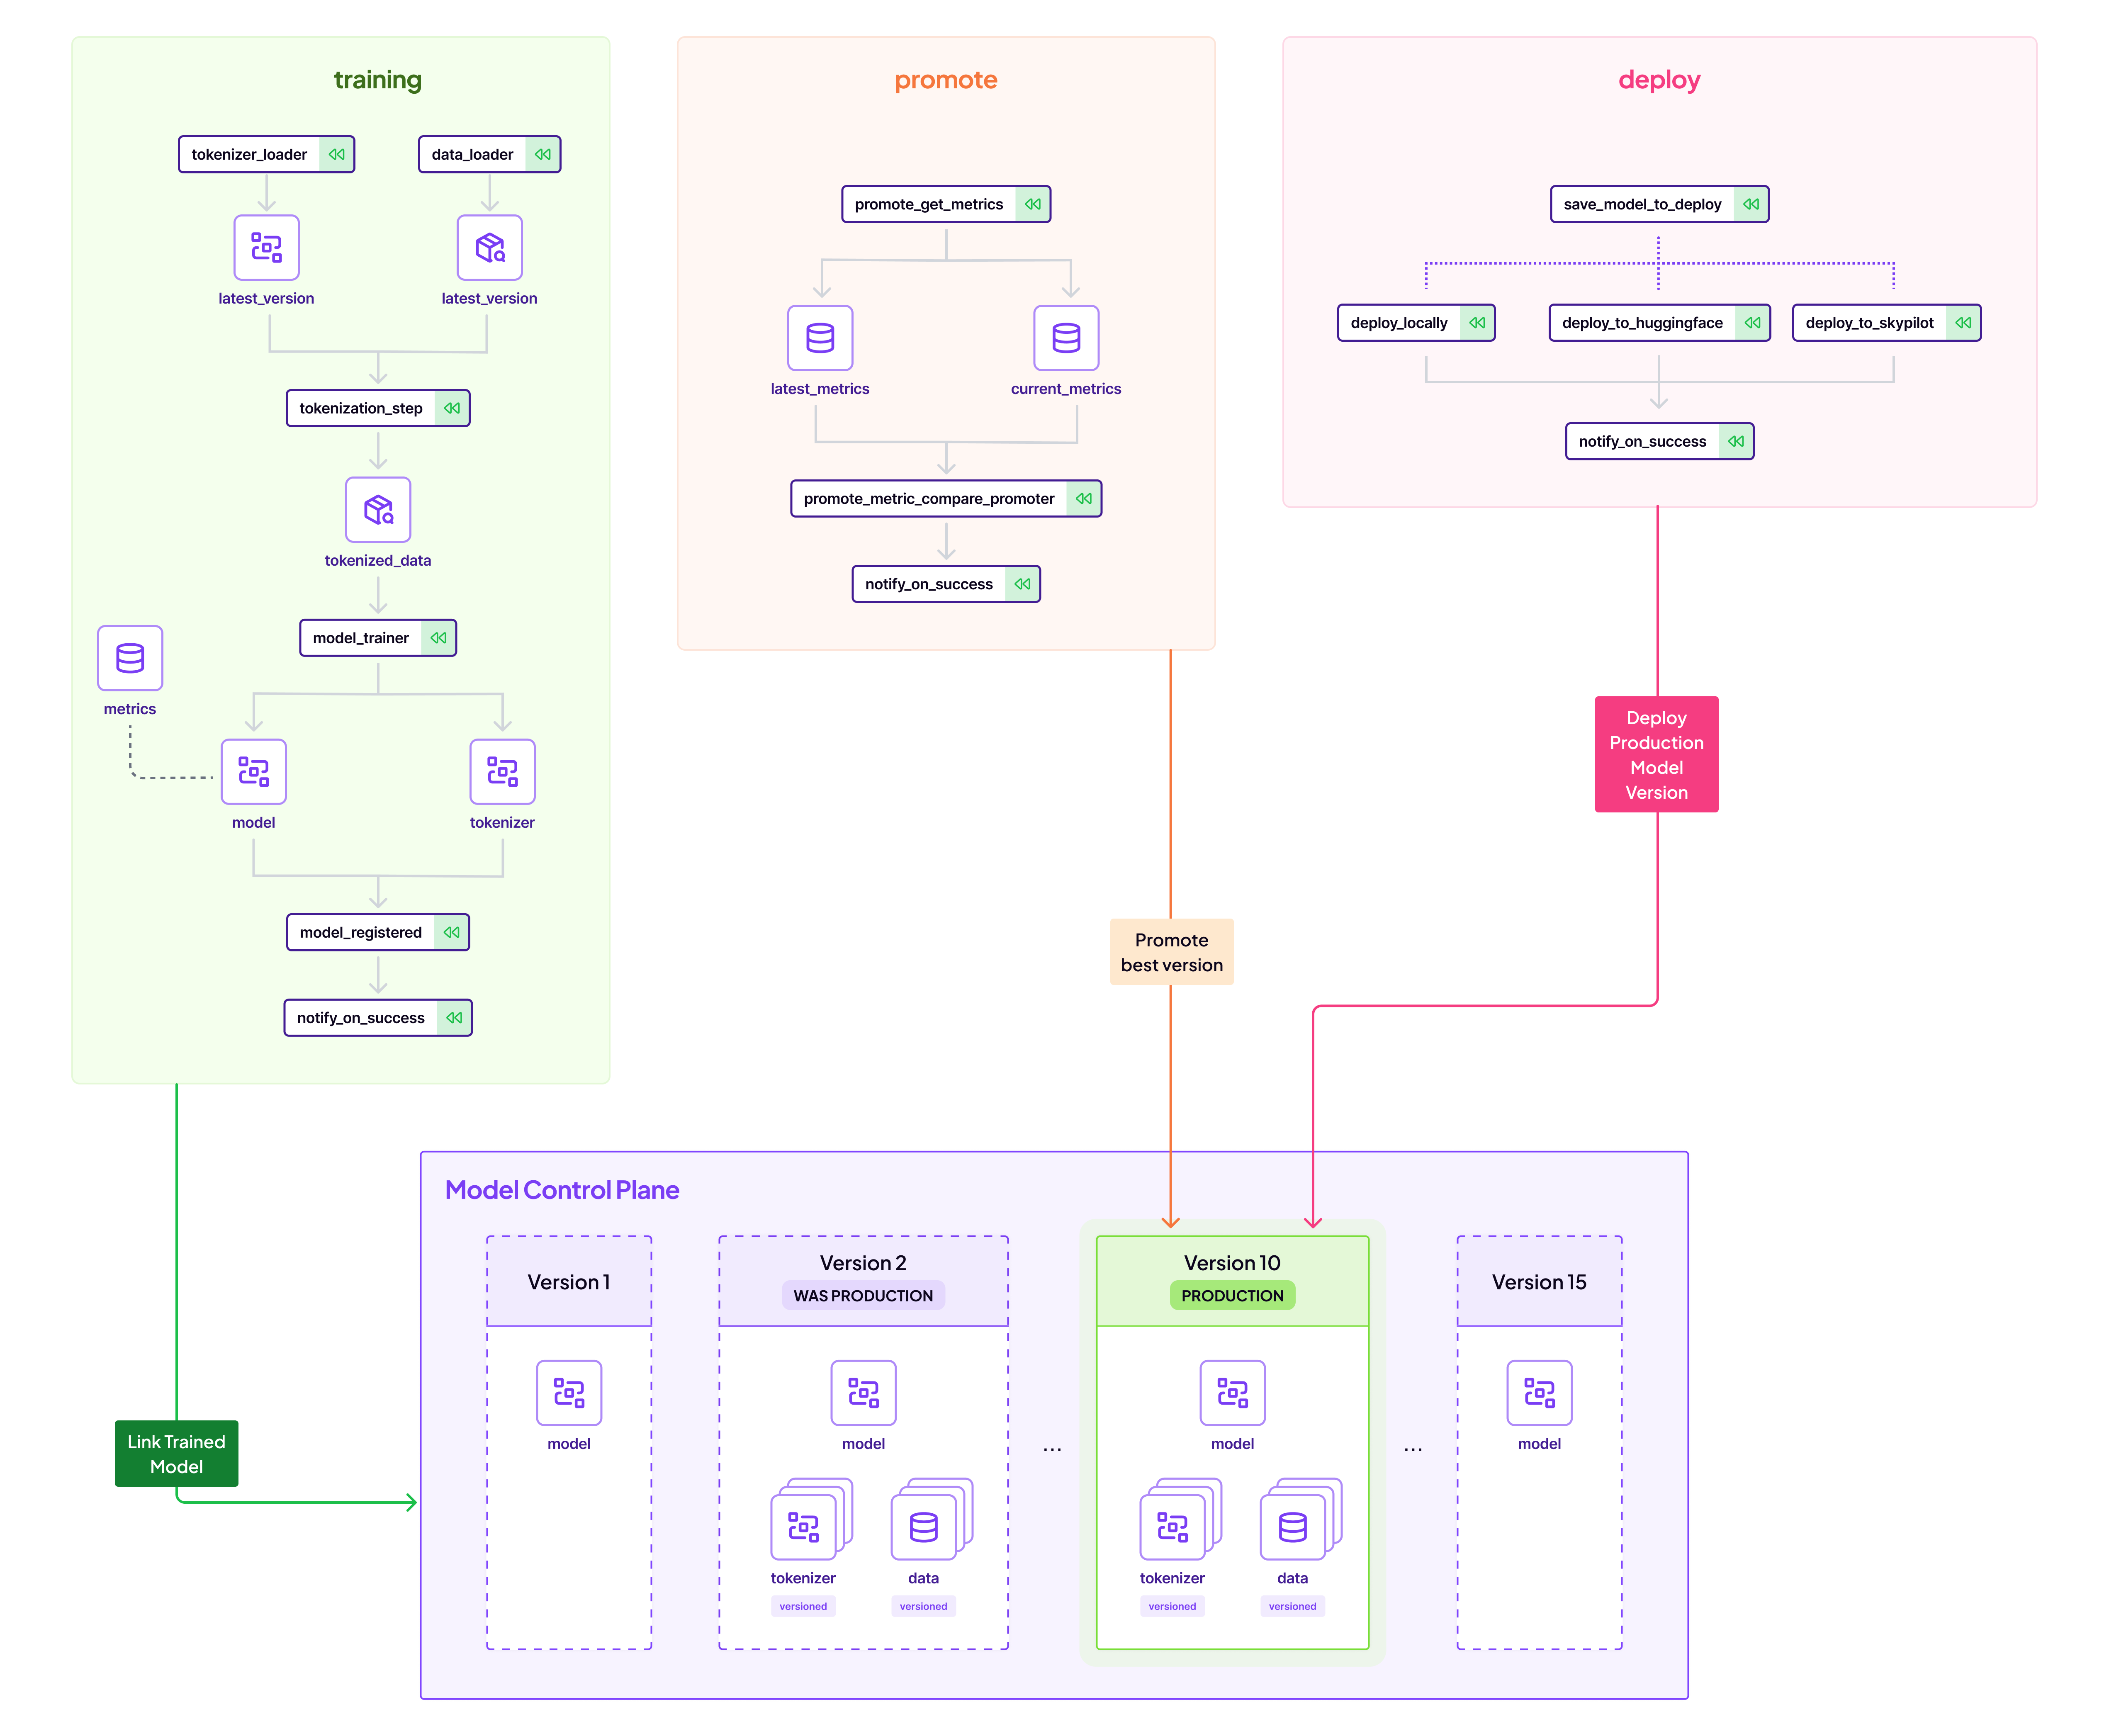 training
tokenizer_loader
data_loader
latest_version
latest_version
tokenization_step
tokenized_data
model_trainer
metrics
model
tokenizer
model_registered
notify_on_success
promote
promote_get_metrics
latest_metrics
current_metrics
promote_metric_compare_promoter
notify_on_success
deploy
save_model_to_deploy
deploy_locally
deploy_to_huggingface
deploy_to_skypilot
notify_on_success
Deploy
Production
Model
Version
Promote
best version
Link Trained
Model
Model Control Plane
Version 1
model
Version 2
WAS PRODUCTION
model
tokenizer
versioned
data
versioned
...
Version 10
PRODUCTION
model
tokenizer
versioned
data
versioned
...
Version 15
model